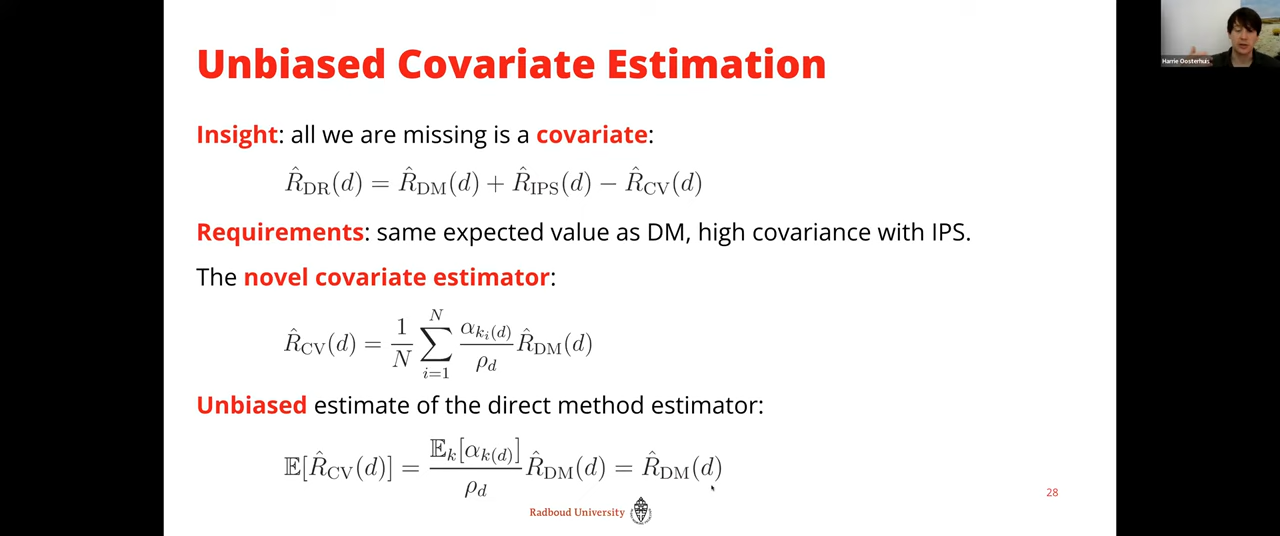 Unbiased Covariate Estimation
Harrie Oosterhuis
Insight: all we are missing is a covariate:
R̂_DR(d) = R̂_DM(d) + R̂_IPS(d) − R̂_CV(d)
Requirements: same expected value as DM, high covariance with IPS.
The novel covariate estimator:
R̂_CV(d) = 1/N ∑_{i=1}^{N} α_{k_i(d)}/ρ_d R̂_DM(d)
Unbiased estimate of the direct method estimator:
𝔼[R̂_CV(d)] = 𝔼_k[α_{k(d)}]/ρ_d R̂_DM(d) = R̂_DM(d)
28
Radboud University